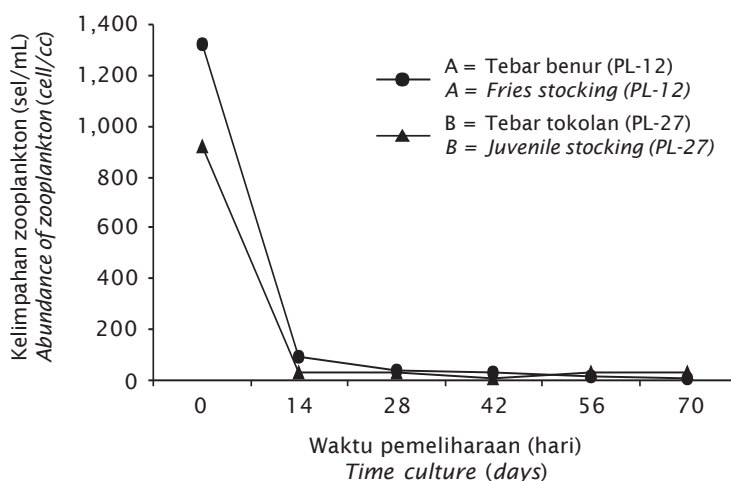 Kelimpahan zooplankton (sel/mL)
Abundance of zooplankton (cell/cc)
1,400
1,200
1,000
800
600
400
200
0
A = Tebar benur (PL-12)
A = Fries stocking (PL-12)
B = Tebar tokolan (PL-27)
B = Juvenile stocking (PL-27)
0 14 28 42 56 70
Waktu pemeliharaan (hari)
Time culture (days)